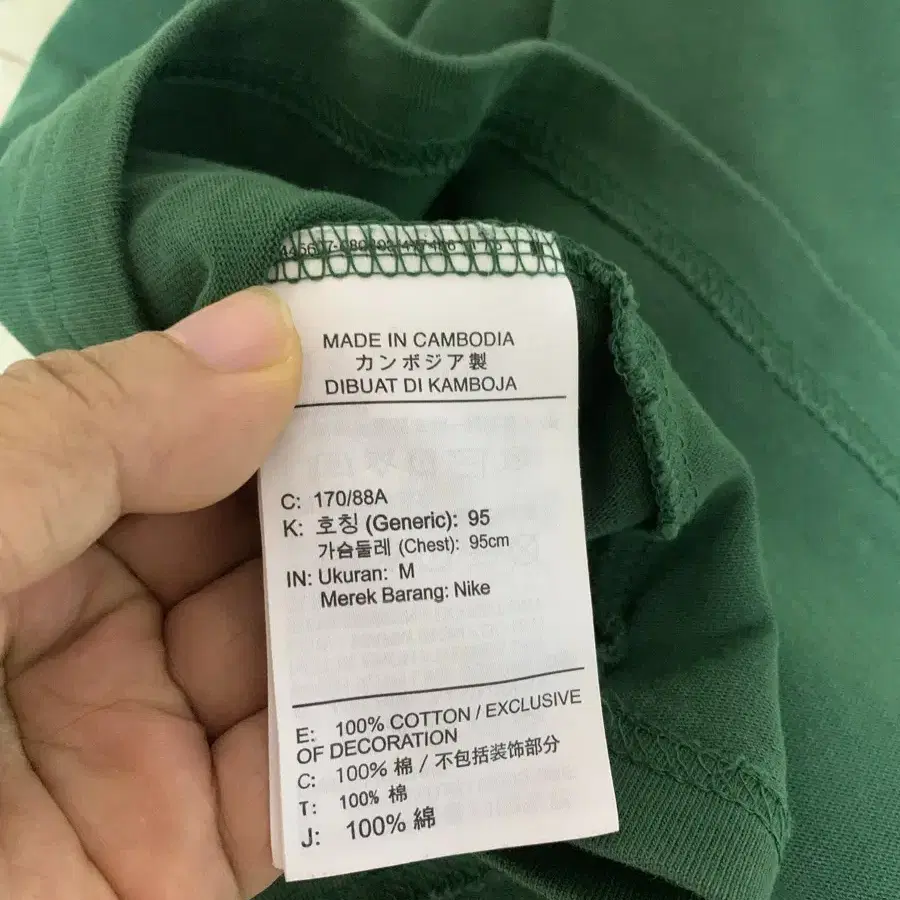 MADE IN CAMBODIA
カンボジア製
DIBUAT DI KAMBOJA
C: 170/88A
K: 호칭 (Generic): 95
가슴둘레 (Chest): 95cm
IN: Ukuran: M
Merek Barang: Nike
E: 100% COTTON / EXCLUSIVE
OF DECORATION
C: 100% 棉 / 不包括装饰部分
T: 100% 棉
J: 100% 綿